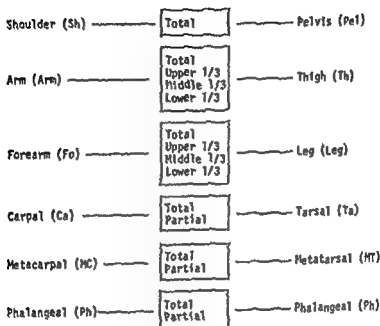 Shoulder (Sh) Total Pelvis (Pel)
Total
Upper 1/3
Arm (Arm) Middle 1/3 Thigh (Th)
Lower 1/3
Total
Upper 1/3
Forearm (Fo) Middle 1/3 Leg (Leg)
Lower 1/3
Total
Carpal (Ca) Partial Tarsal (Ta)
Total
Metacarpal (MC) Partial Metatarsal (MT)
Total
Phalangeal (Ph) Partial Phalangeal (Ph)